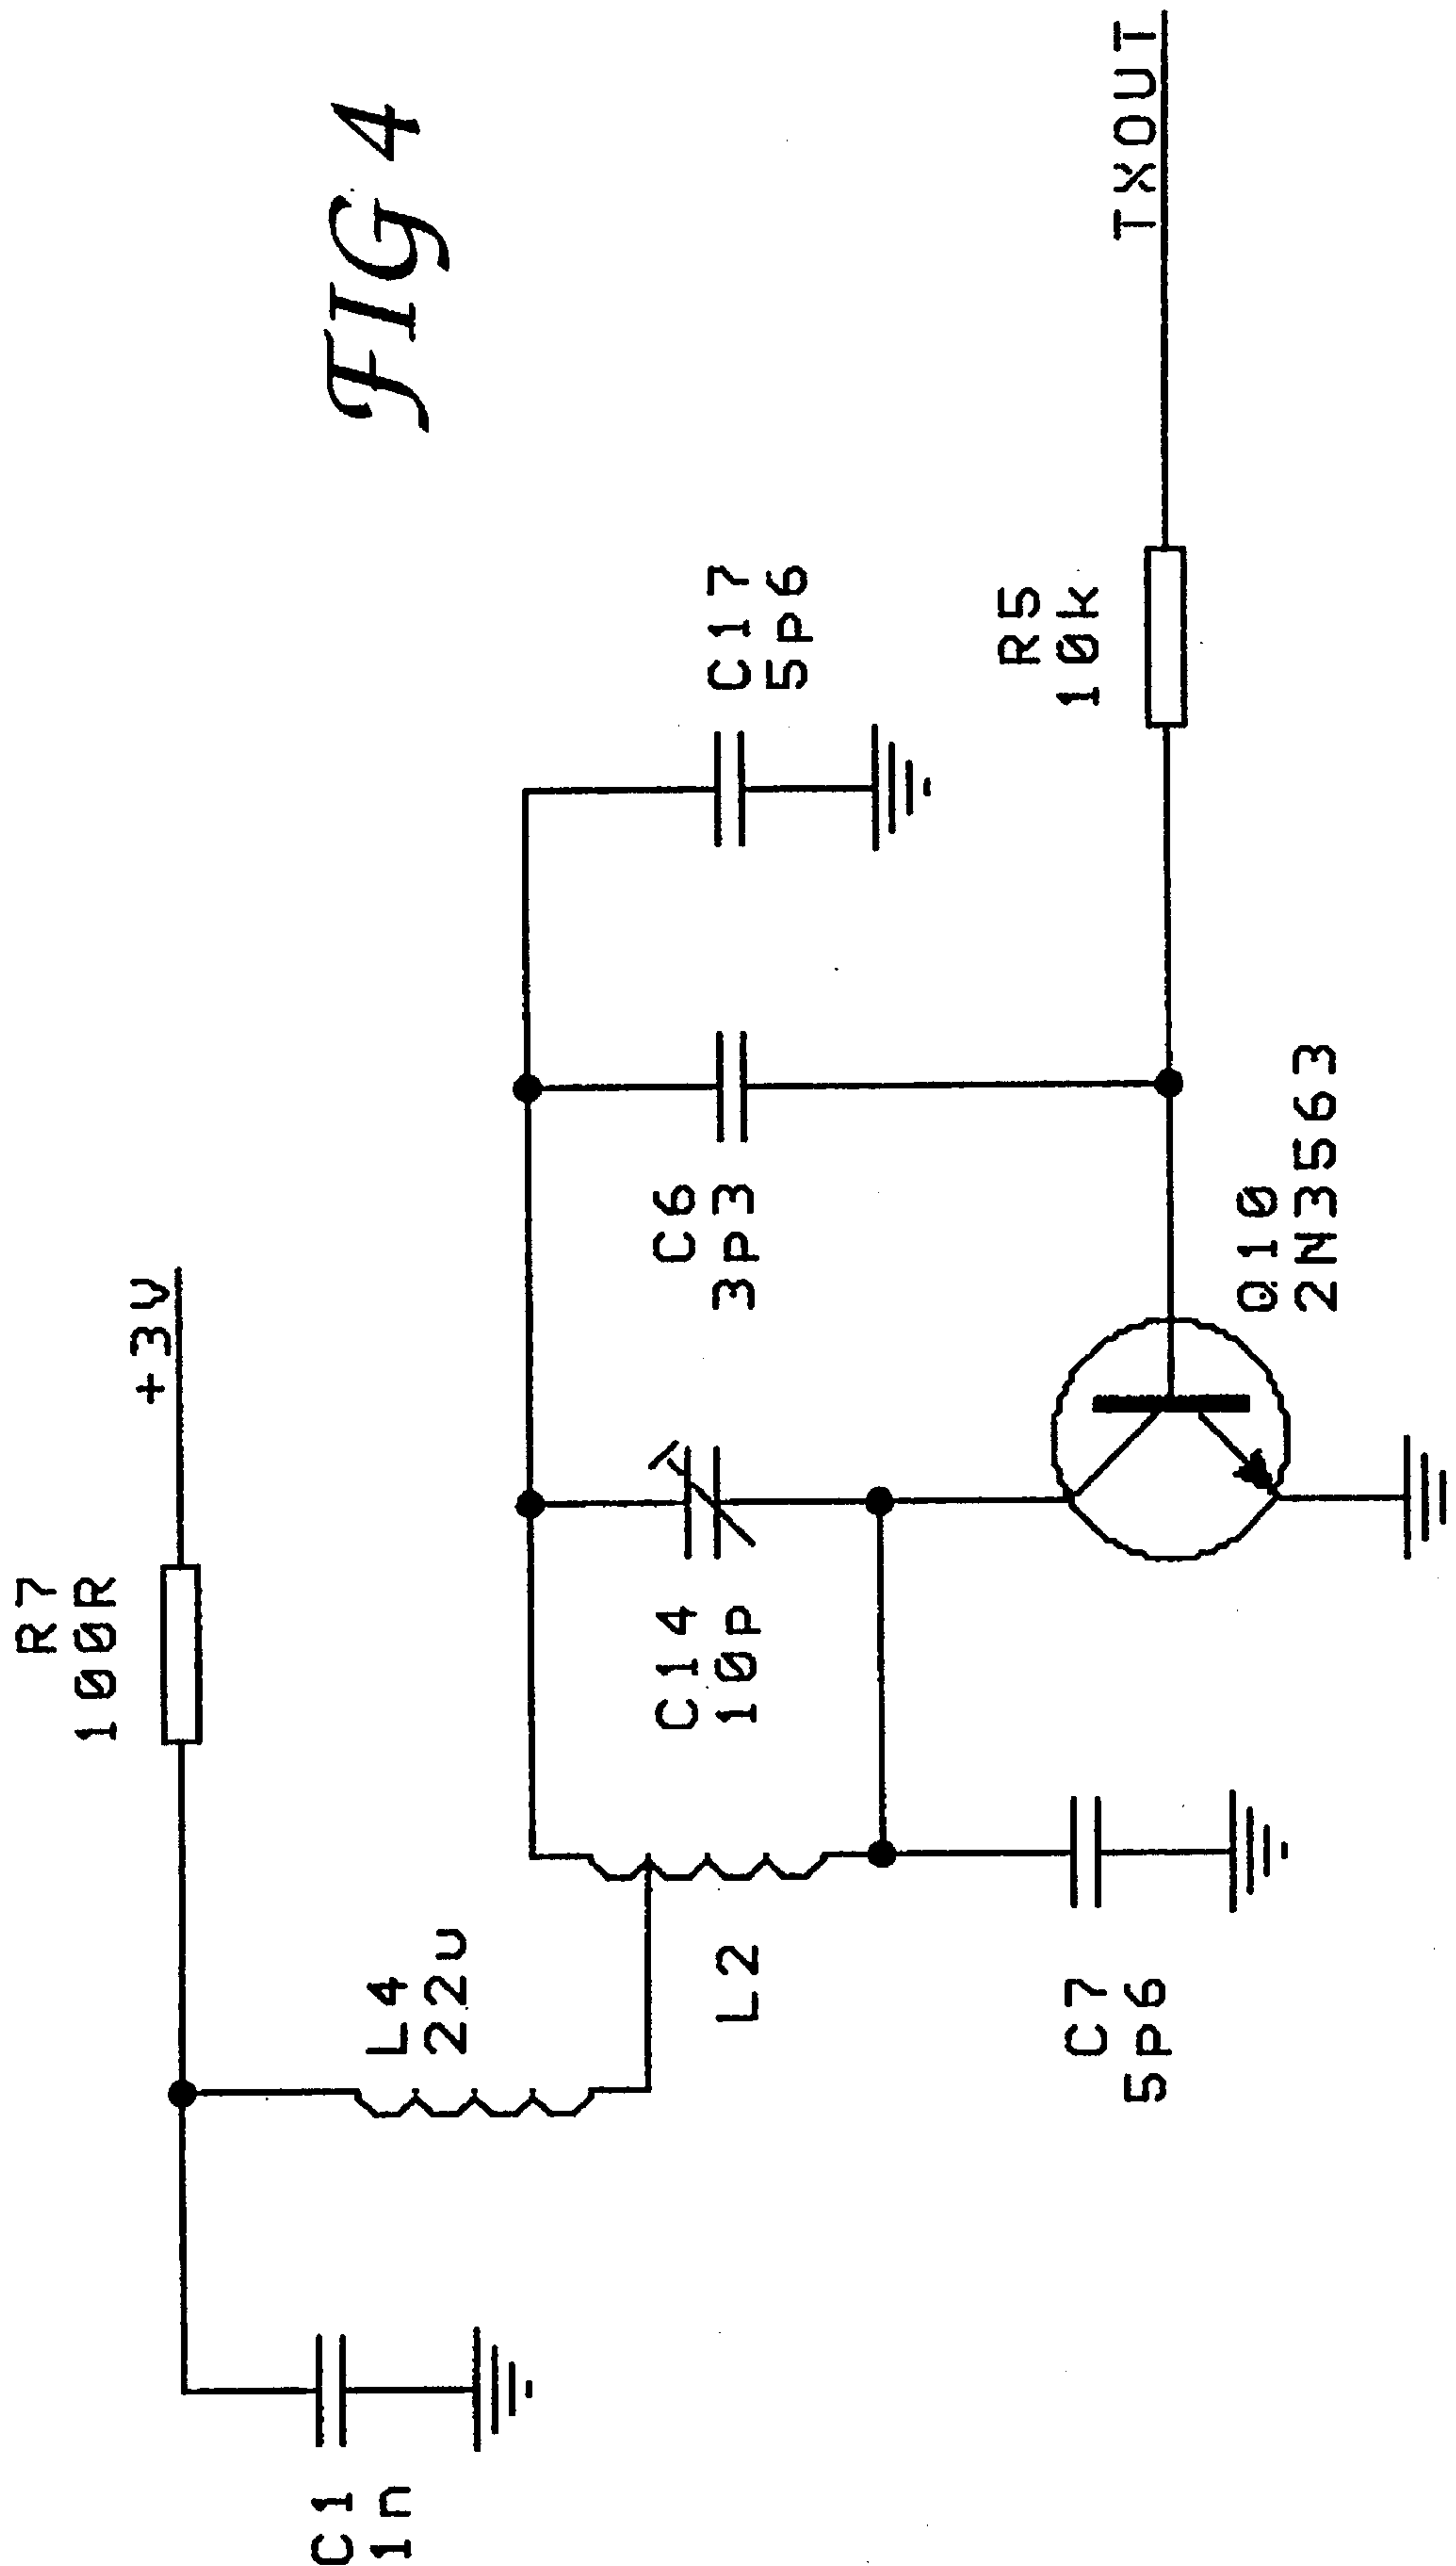 FIG 4
+3V
R7
100R
L4
22u
C1
1n
L2
C14
10p
C6
3p3
C17
5p6
C7
5p6
R5
10k
TXOUT
Q10
2N3563